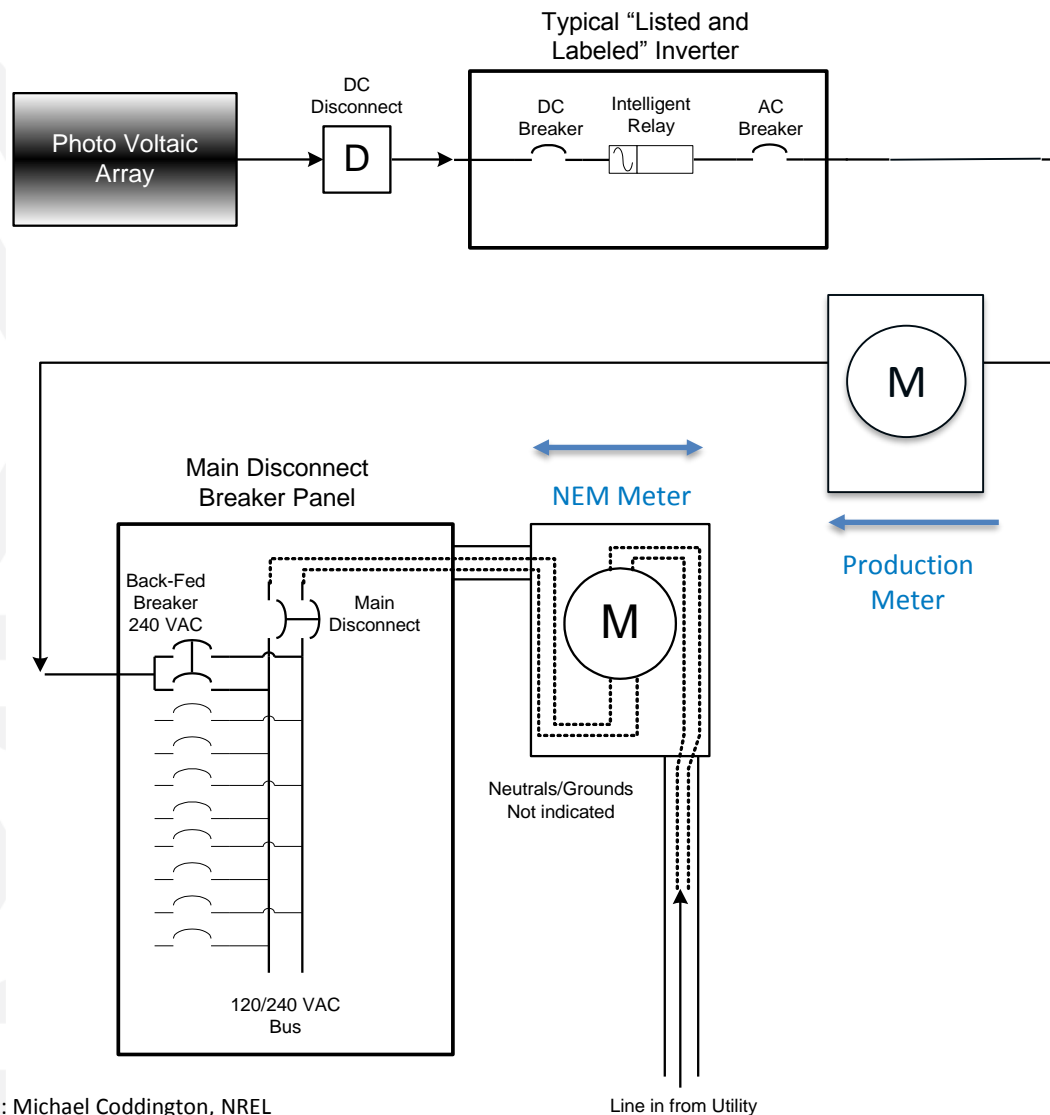 Typical “Listed and
Labeled” Inverter
Photo Voltaic
Array
DC
Disconnect
D
DC
Breaker
Intelligent
Relay
AC
Breaker
M
Production
Meter
Main Disconnect
Breaker Panel
NEM Meter
Back-Fed
Breaker
240 VAC
Main
Disconnect
M
Neutrals/Grounds
Not indicated
120/240 VAC
Bus
: Michael Coddington, NREL
Line in from Utility